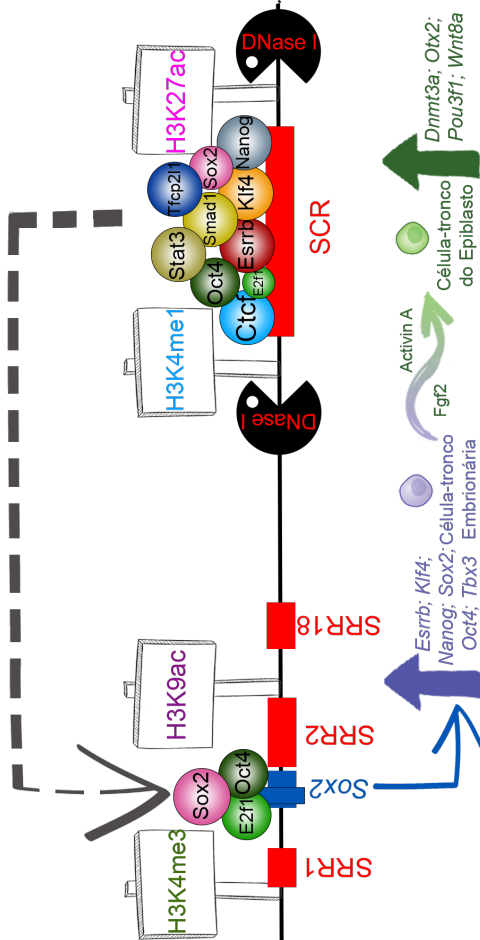 H3K4me3
H3K9ac
H3K4me1
H3K27ac
Sox2
E2f1
Oct4
Tfcp2l1
Stat3
Smad1
Sox2
Oct4
Esrrb
Klf4
Nanog
Ctcf
E2f1
DNase I
DNase I
SRR1
Sox2
SRR2
SRR18
SCR
Esrrb; Klf4;
Nanog; Sox2;
Oct4; Tbx3
Célula-tronco
Embrionária
Activin A
Fgf2
Célula-tronco
do Epiblasto
Dnmt3a; Otx2;
Pou3f1; Wnt8a